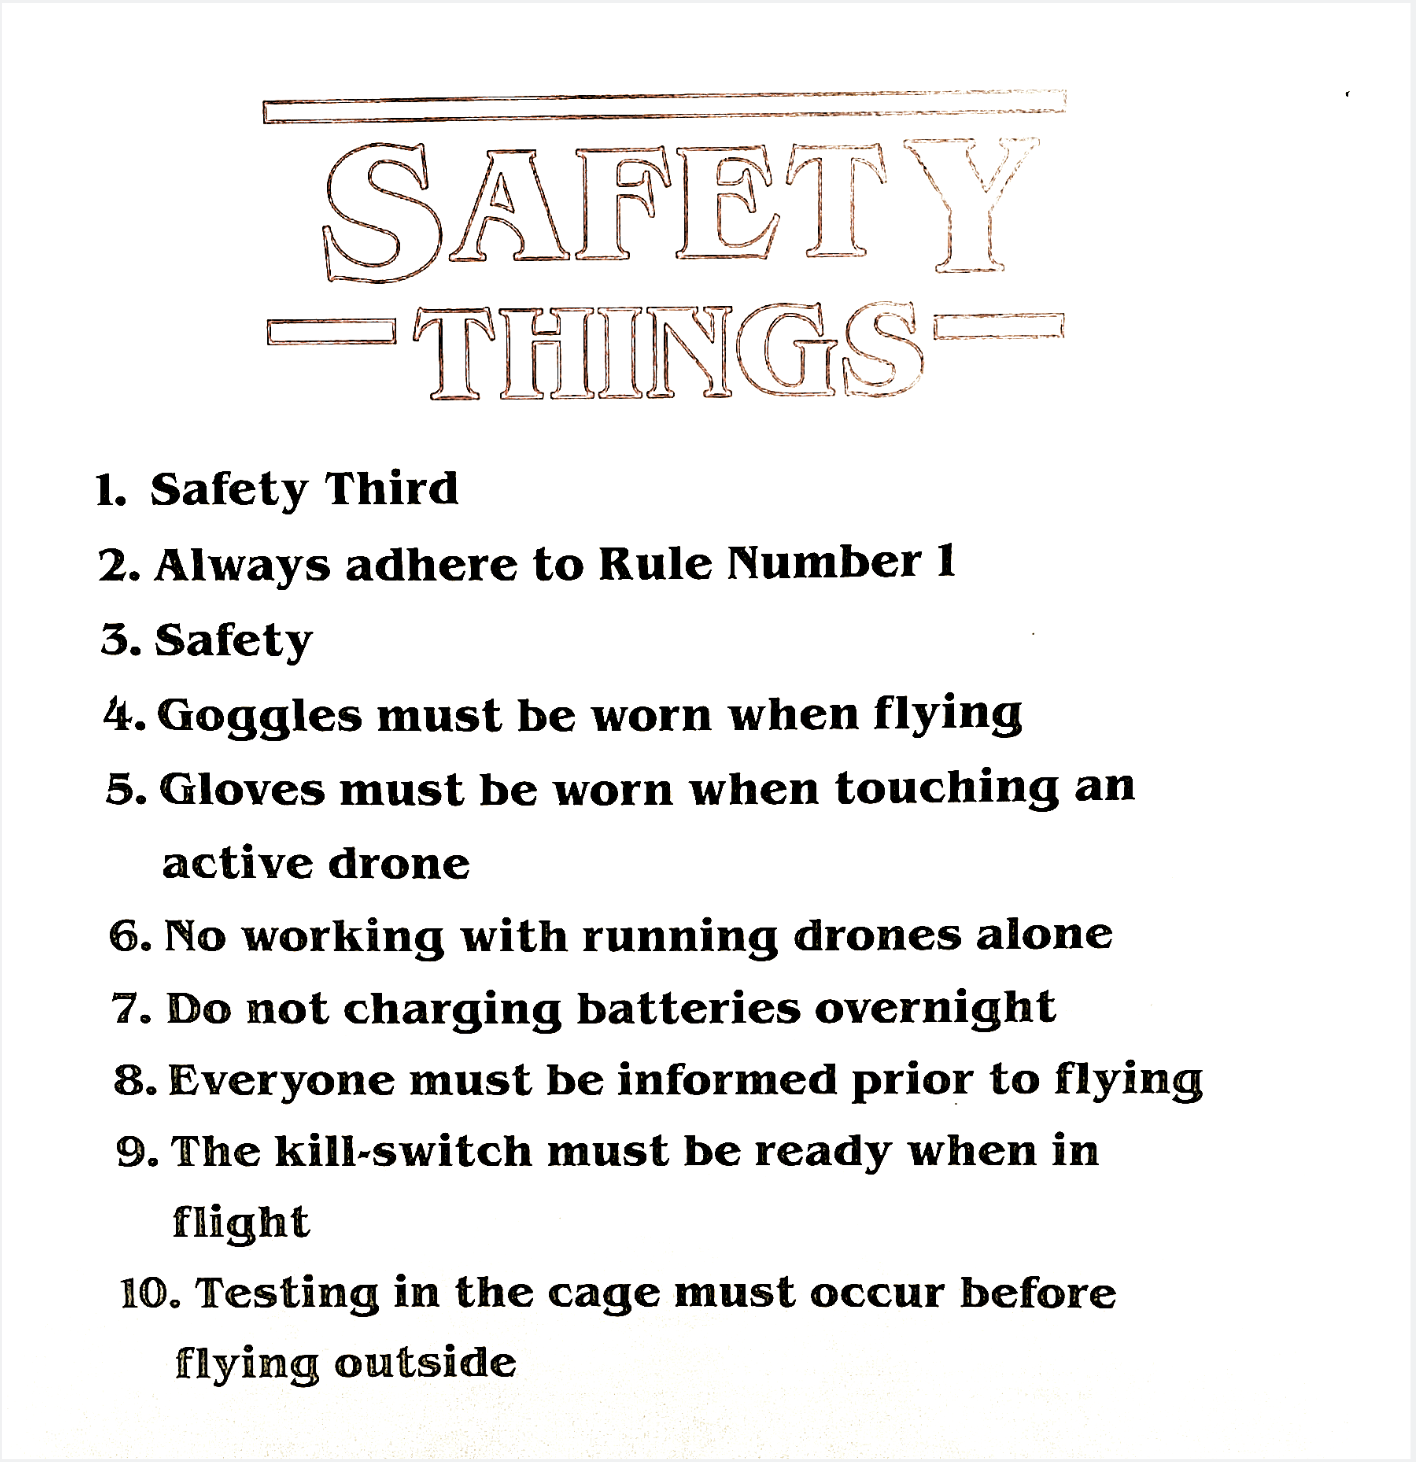 SAFETY
THINGS
1. Safety Third
2. Always adhere to Rule Number 1
3. Safety
4. Goggles must be worn when flying
5. Gloves must be worn when touching an
active drone
6. No working with running drones alone
7. Do not charging batteries overnight
8. Everyone must be informed prior to flying
9. The kill-switch must be ready when in
flight
10. Testing in the cage must occur before
flying outside